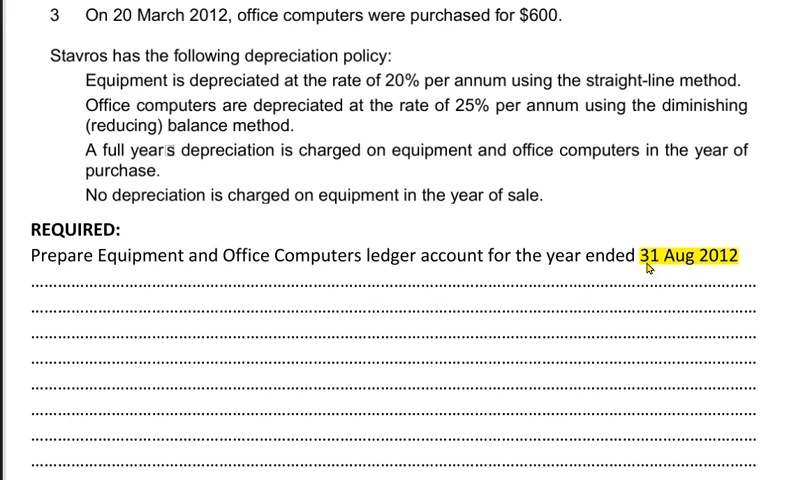 3 On 20 March 2012, office computers were purchased for $600.
Stavros has the following depreciation policy:
Equipment is depreciated at the rate of 20% per annum using the straight-line method.
Office computers are depreciated at the rate of 25% per annum using the diminishing
(reducing) balance method.
A full year's depreciation is charged on equipment and office computers in the year of
purchase.
No depreciation is charged on equipment in the year of sale.
REQUIRED:
Prepare Equipment and Office Computers ledger account for the year ended 31 Aug 2012